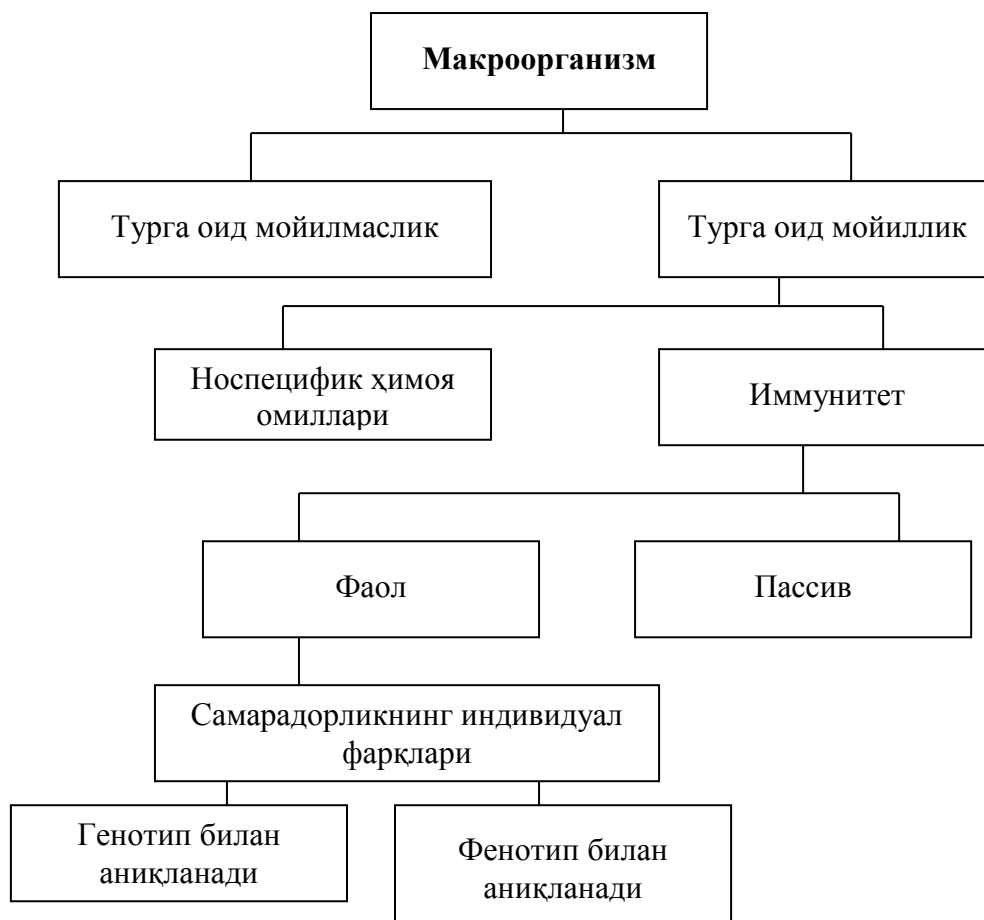 Макроорганизм
Турга оид мойилмаслик
Турга оид мойиллик
Носпецифик ҳимоя
омиллари
Иммунитет
Фаол
Пассив
Самарадорликнинг индивидуал
фарқлари
Генотип билан
аниқланади
Фенотип билан
аниқланади